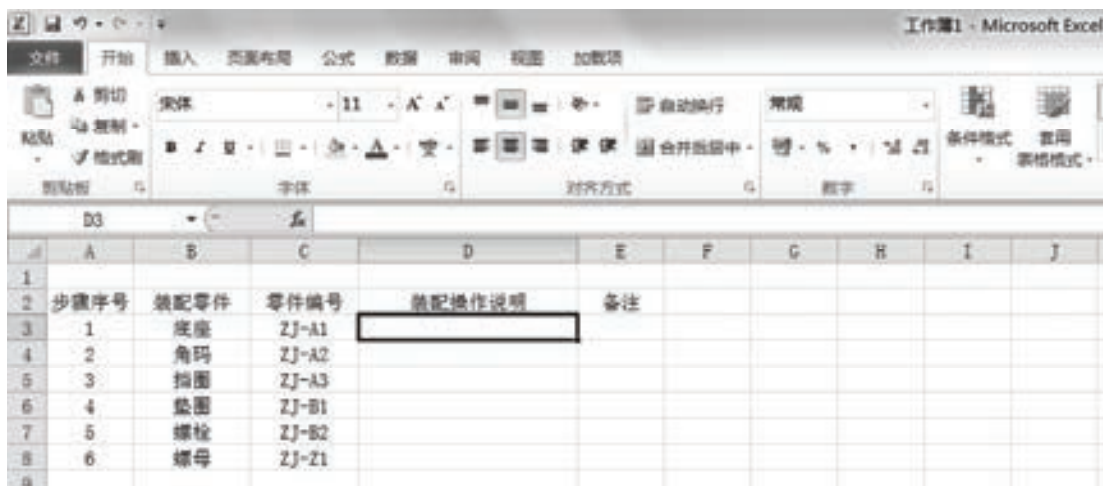 工作簿1 - Microsoft Excel
文件 开始 插入 页面布局 公式 数据 审阅 视图 加载项
剪切
复制
格式刷
粘贴
宋体 11
B I U
自动换行
合并后居中
常规
%
条件格式
套用
表格格式
剪贴板 字体 对齐方式 数字
D3 fx
A B C D E F G H I J
1
2 步骤序号 装配零件 零件编号 装配操作说明 备注
3 1 底座 ZJ-A1
4 2 角码 ZJ-A2
5 3 挡圈 ZJ-A3
6 4 垫圈 ZJ-B1
7 5 螺栓 ZJ-B2
8 6 螺母 ZJ-Z1
9